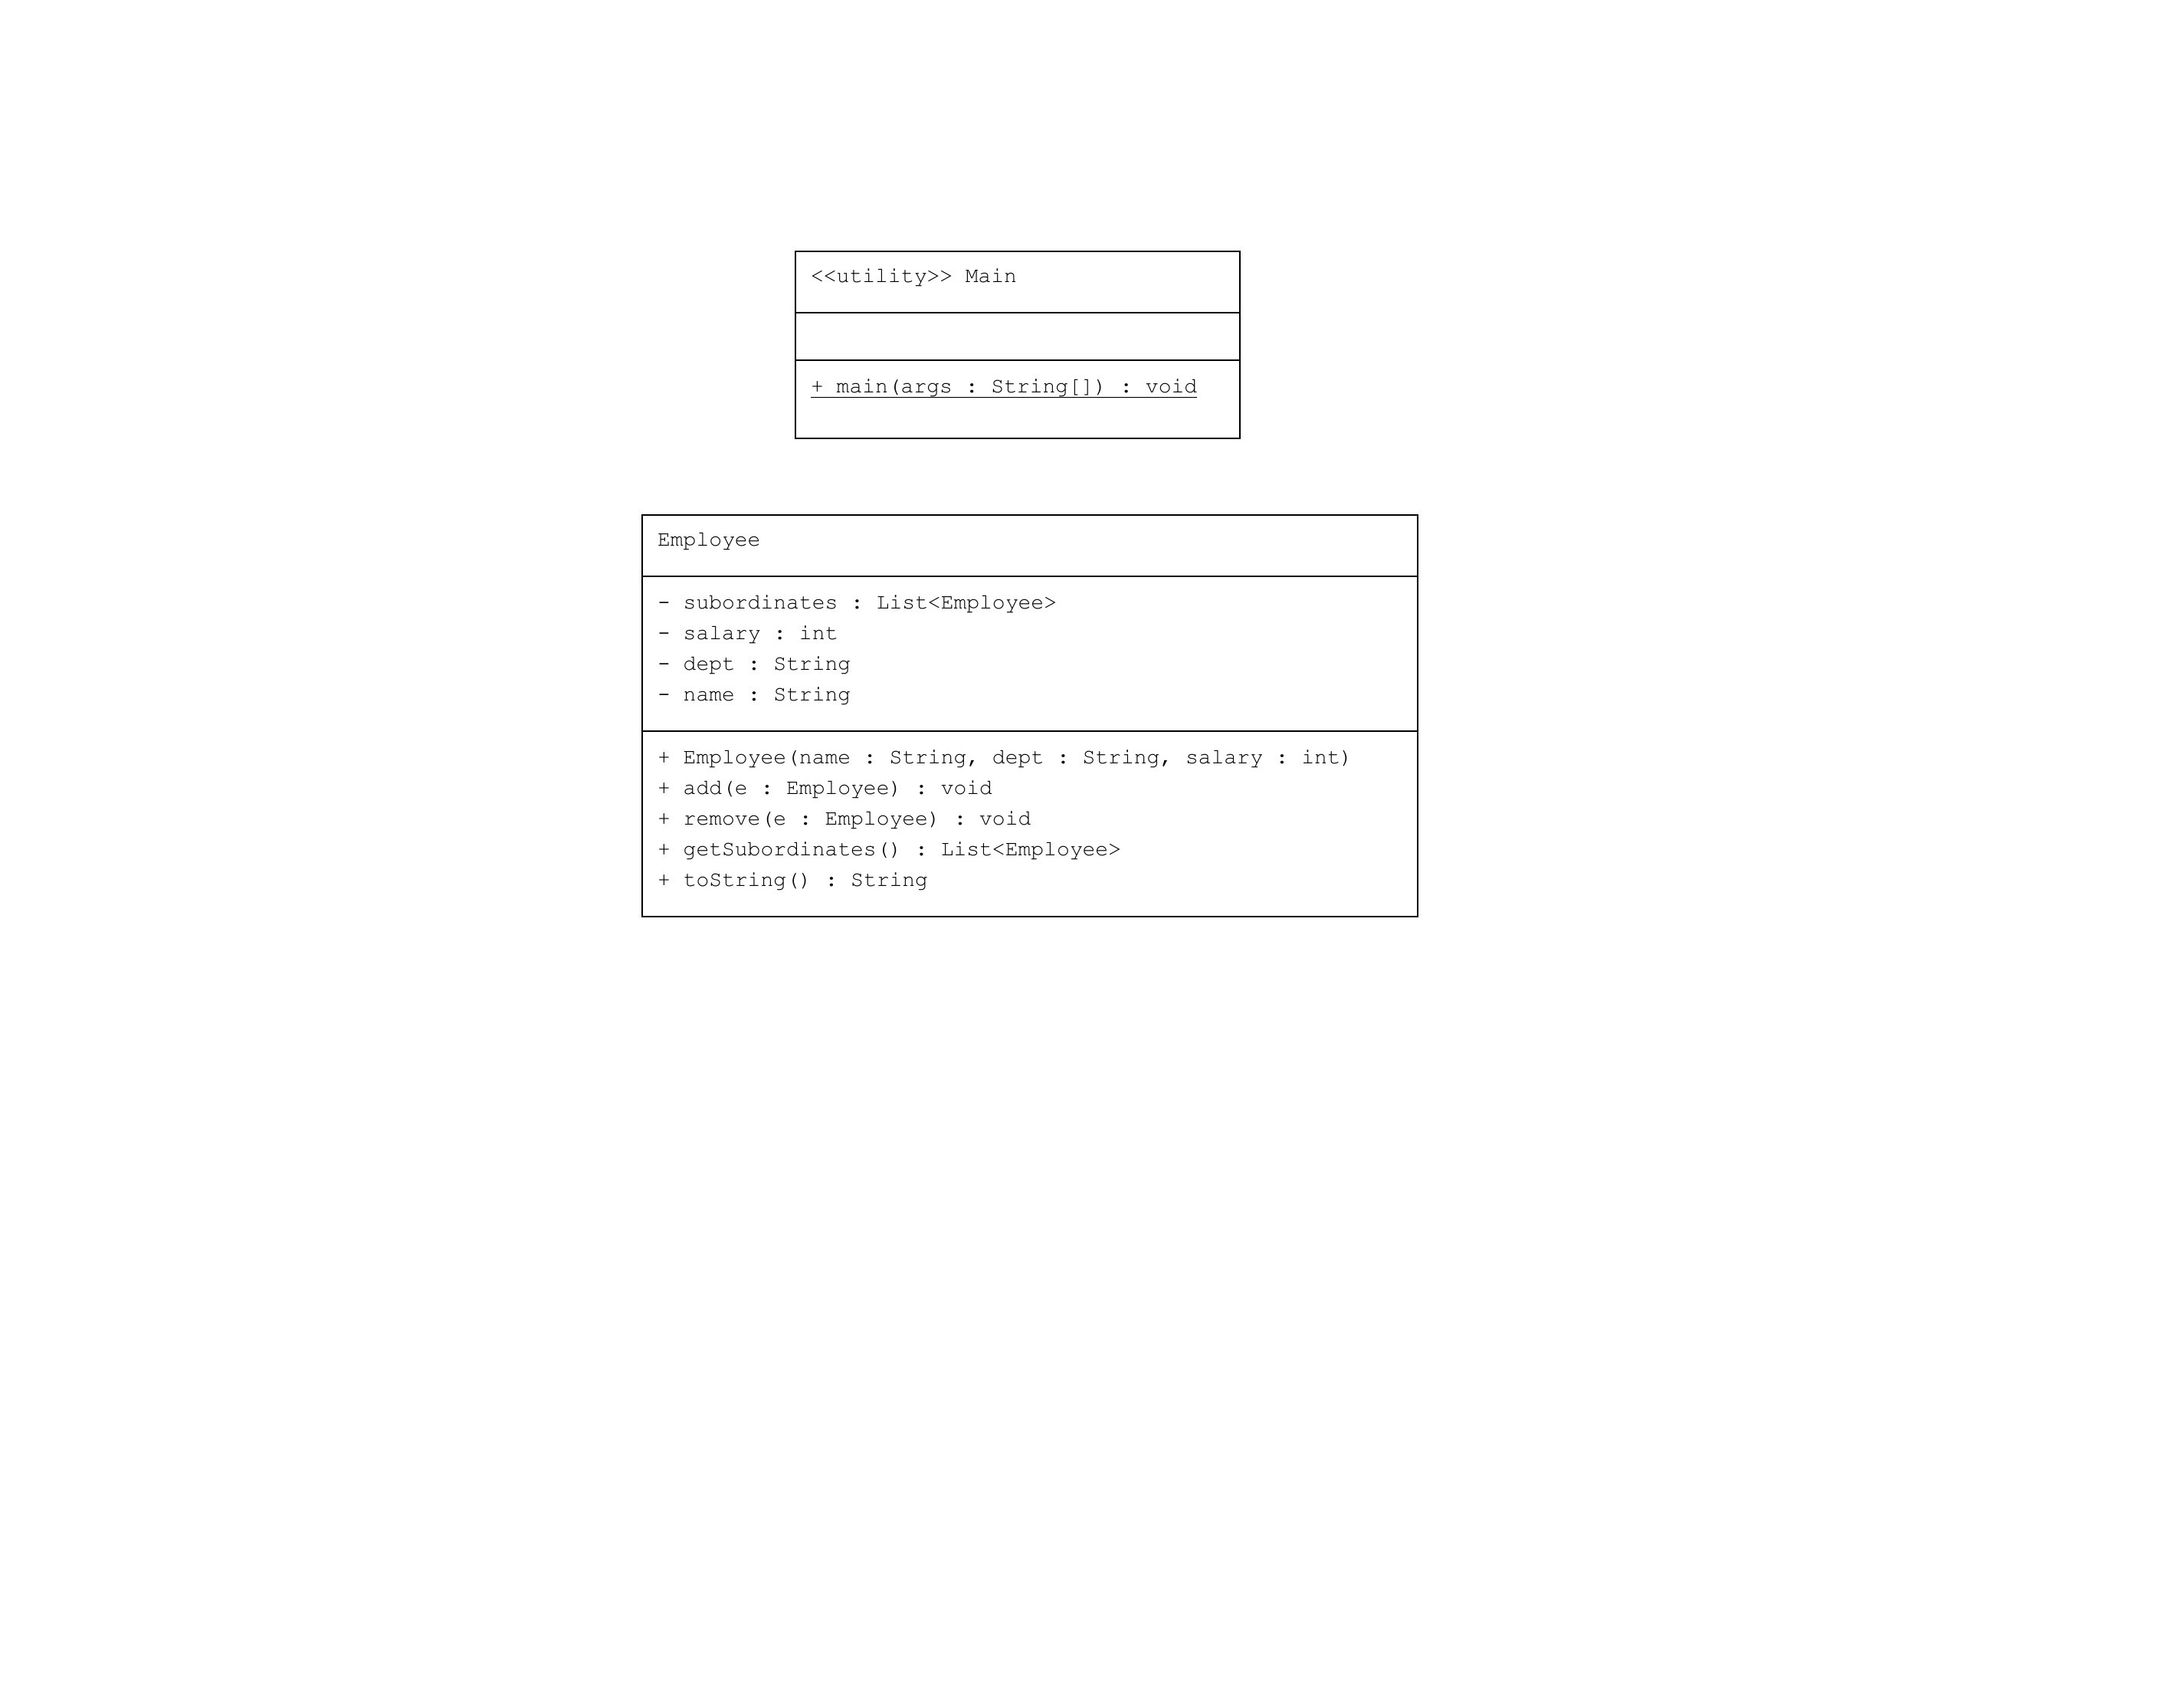 <<utility>> Main
+ main(args : String[]) : void
Employee
- subordinates : List<Employee>
- salary : int
- dept : String
- name : String
+ Employee(name : String, dept : String, salary : int)
+ add(e : Employee) : void
+ remove(e : Employee) : void
+ getSubordinates() : List<Employee>
+ toString() : String